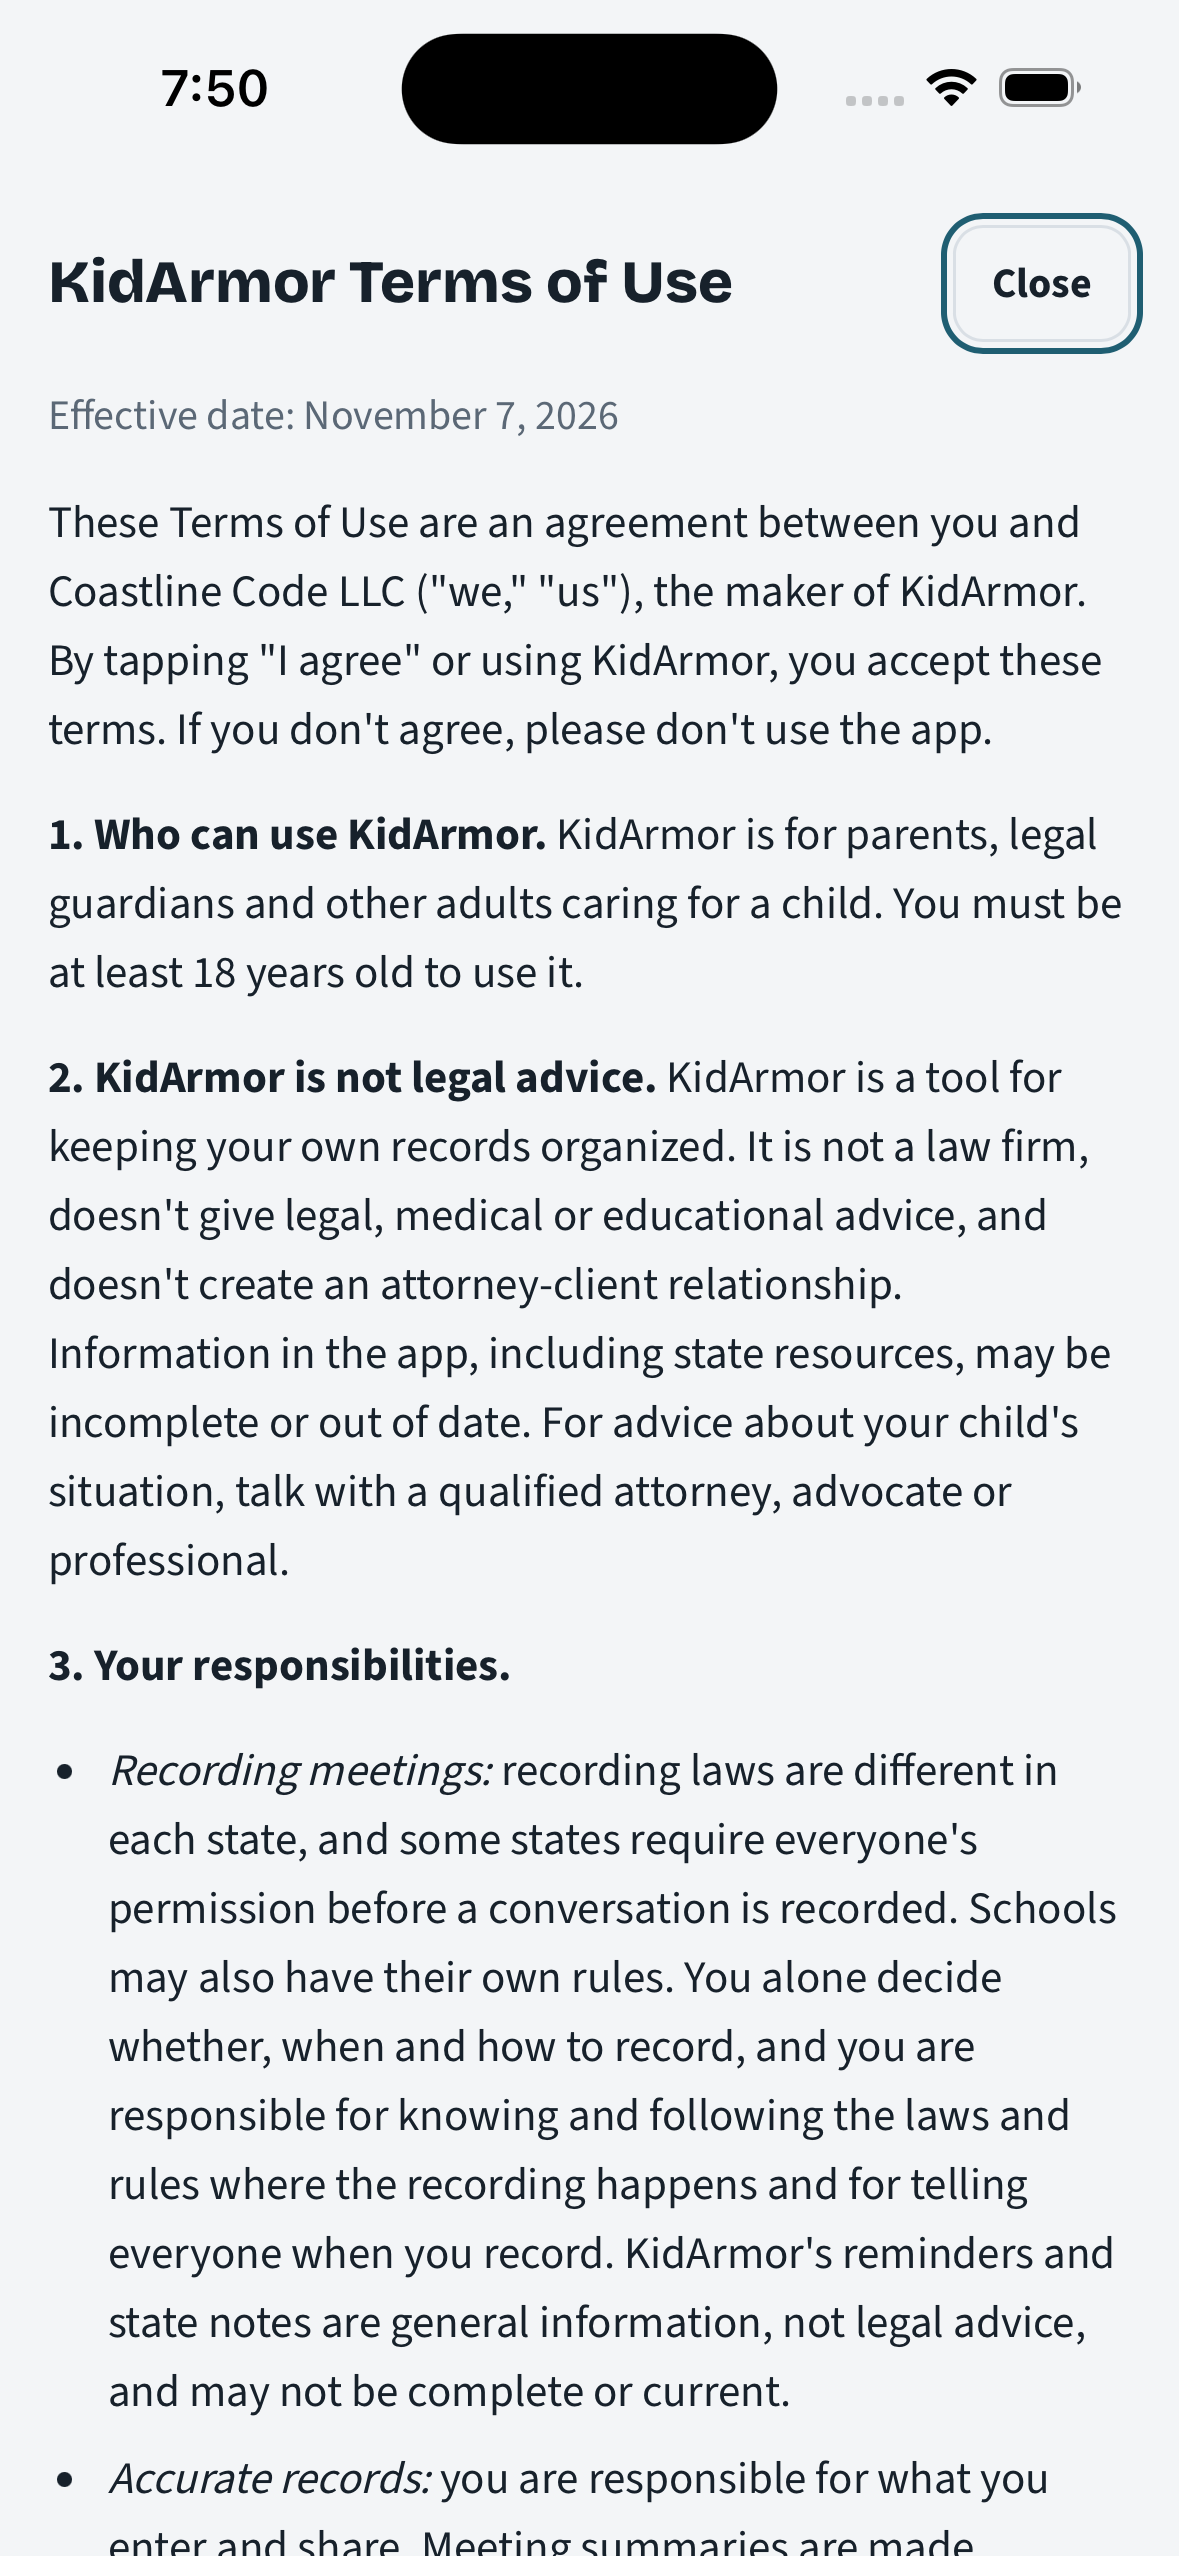 7:50
KidArmor Terms of Use
Close
Effective date: November 7, 2026
These Terms of Use are an agreement between you and
Coastline Code LLC ("we," "us"), the maker of KidArmor.
By tapping "I agree" or using KidArmor, you accept these
terms. If you don't agree, please don't use the app.
1. Who can use KidArmor. KidArmor is for parents, legal
guardians and other adults caring for a child. You must be
at least 18 years old to use it.
2. KidArmor is not legal advice. KidArmor is a tool for
keeping your own records organized. It is not a law firm,
doesn't give legal, medical or educational advice, and
doesn't create an attorney-client relationship.
Information in the app, including state resources, may be
incomplete or out of date. For advice about your child's
situation, talk with a qualified attorney, advocate or
professional.
3. Your responsibilities.
• Recording meetings: recording laws are different in
each state, and some states require everyone's
permission before a conversation is recorded. Schools
may also have their own rules. You alone decide
whether, when and how to record, and you are
responsible for knowing and following the laws and
rules where the recording happens and for telling
everyone when you record. KidArmor's reminders and
state notes are general information, not legal advice,
and may not be complete or current.
• Accurate records: you are responsible for what you
enter and share. Meeting summaries are made